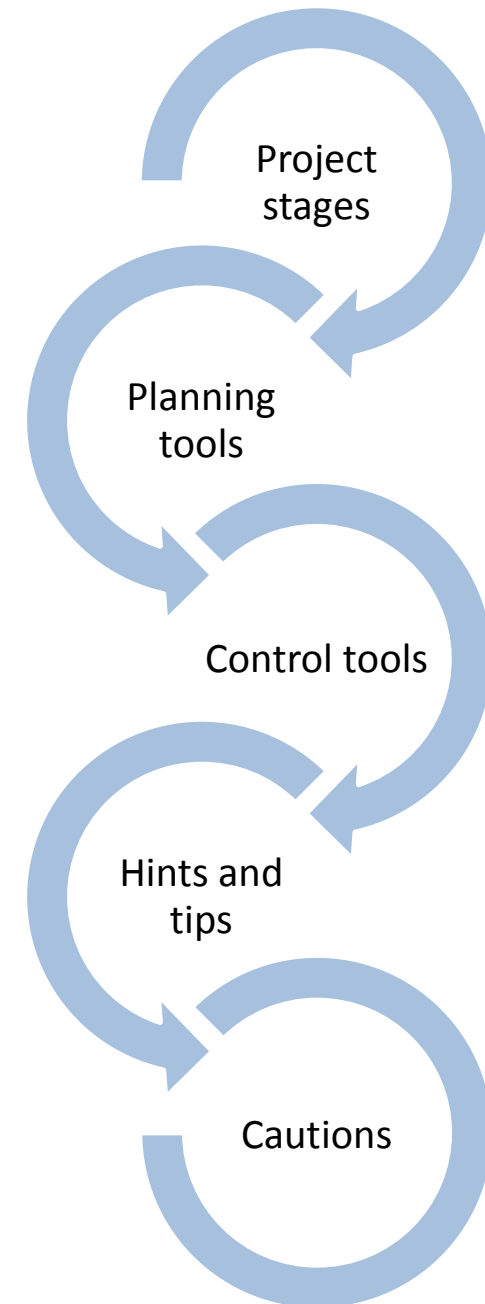 Project
stages
Planning
tools
Control tools
Hints and
tips
Cautions